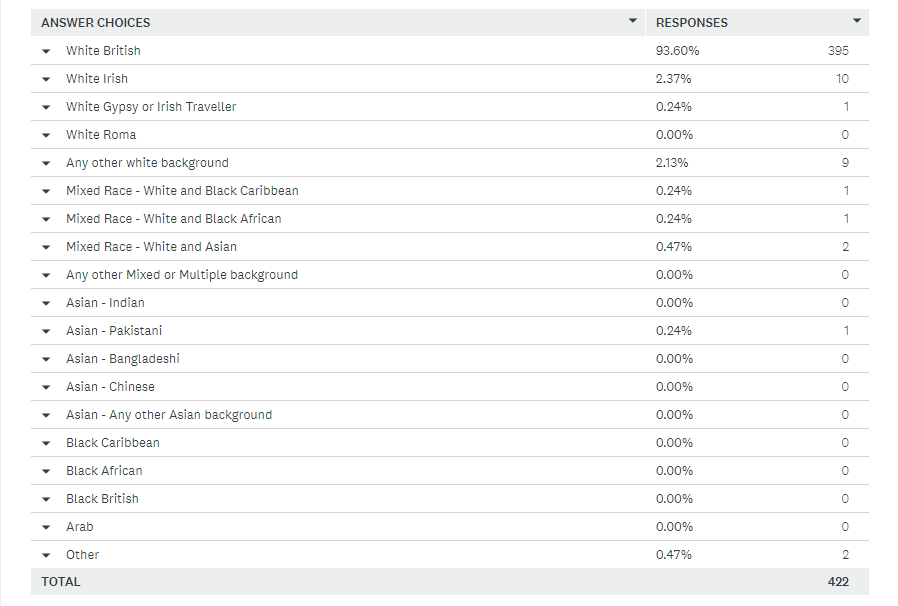 ANSWER CHOICES RESPONSES
White British 93.60% 395
White Irish 2.37% 10
White Gypsy or Irish Traveller 0.24% 1
White Roma 0.00% 0
Any other white background 2.13% 9
Mixed Race - White and Black Caribbean 0.24% 1
Mixed Race - White and Black African 0.24% 1
Mixed Race - White and Asian 0.47% 2
Any other Mixed or Multiple background 0.00% 0
Asian - Indian 0.00% 0
Asian - Pakistani 0.24% 1
Asian - Bangladeshi 0.00% 0
Asian - Chinese 0.00% 0
Asian - Any other Asian background 0.00% 0
Black Caribbean 0.00% 0
Black African 0.00% 0
Black British 0.00% 0
Arab 0.00% 0
Other 0.47% 2
TOTAL 422